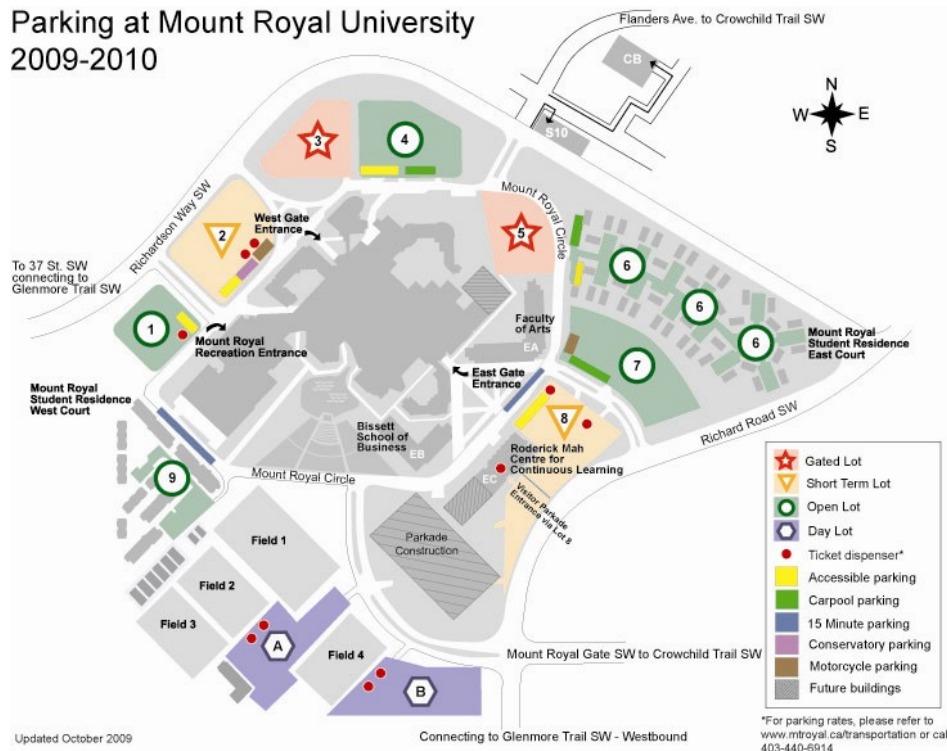 Parking at Mount Royal University
2009-2010
Flanders Ave. to Crowchild Trail SW
CB
S10
N
W E
S
3
4
Mount Royal Circle
Richardson Way SW
West Gate
Entrance
2
5
To 37 St. SW
connecting to
Glenmore Trail SW
6
6
6
1
Mount Royal
Recreation Entrance
Faculty
of Arts
EA
Mount Royal
Student Residence
East Court
7
East Gate
Entrance
Mount Royal
Student Residence
West Court
8
Richard Road SW
Bissett
School of
Business
EB
Roderick Mah
Centre for
Continuous Learning
EC
Visitor Parkade
Entrance via Lot 8
9
Mount Royal Circle
Parkade
Construction
Field 1
Field 2
Field 3
Field 4
A
B
Mount Royal Gate SW to Crowchild Trail SW
Connecting to Glenmore Trail SW - Westbound
Gated Lot
Short Term Lot
Open Lot
Day Lot
Ticket dispenser*
Accessible parking
Carpool parking
15 Minute parking
Conservatory parking
Motorcycle parking
Future buildings
*For parking rates, please refer to
www.mtroyal.ca/transportation or cal
403-440-6914
Updated October 2009